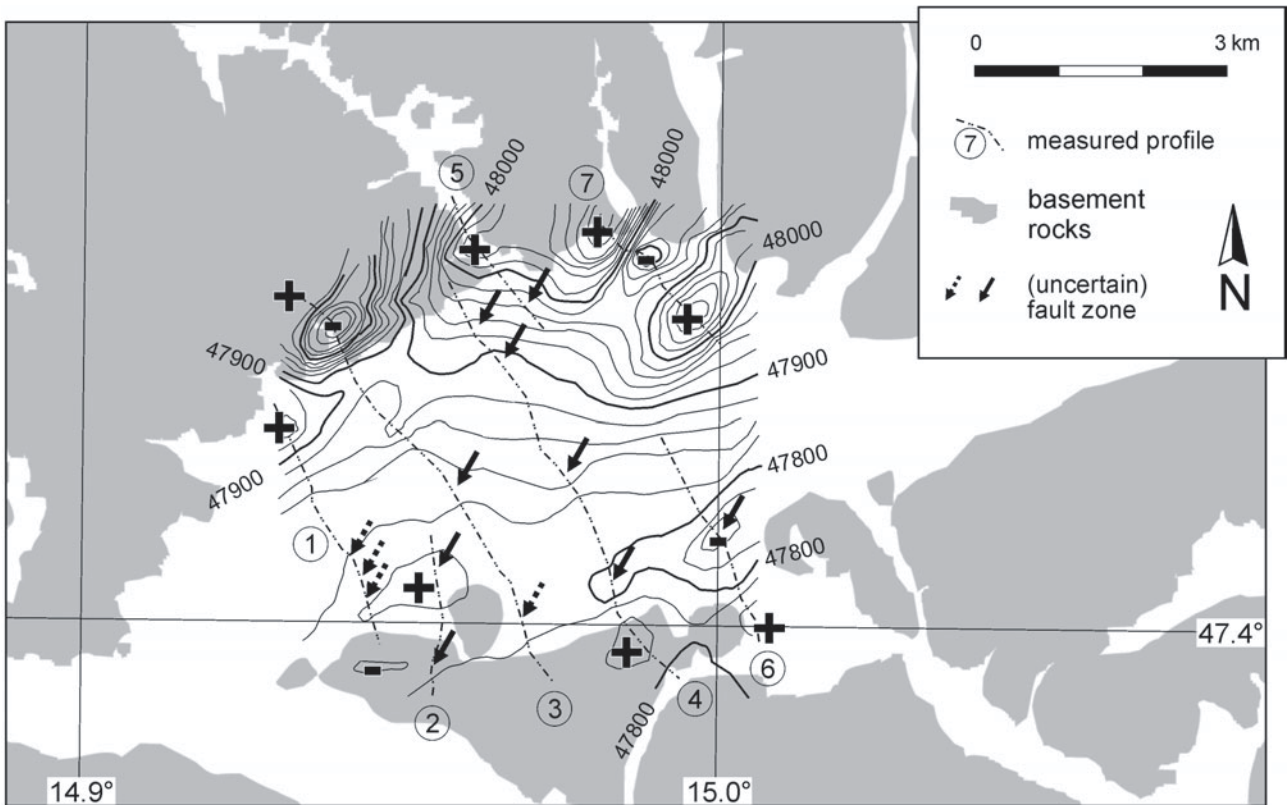 0 3 km
7 measured profile
basement
rocks
(uncertain)
fault zone
N
48000
48000
5
7
48000
47900
47900
47900
47800
1
47800
47.4°
6
3
4
2
47800
14.9°
15.0°